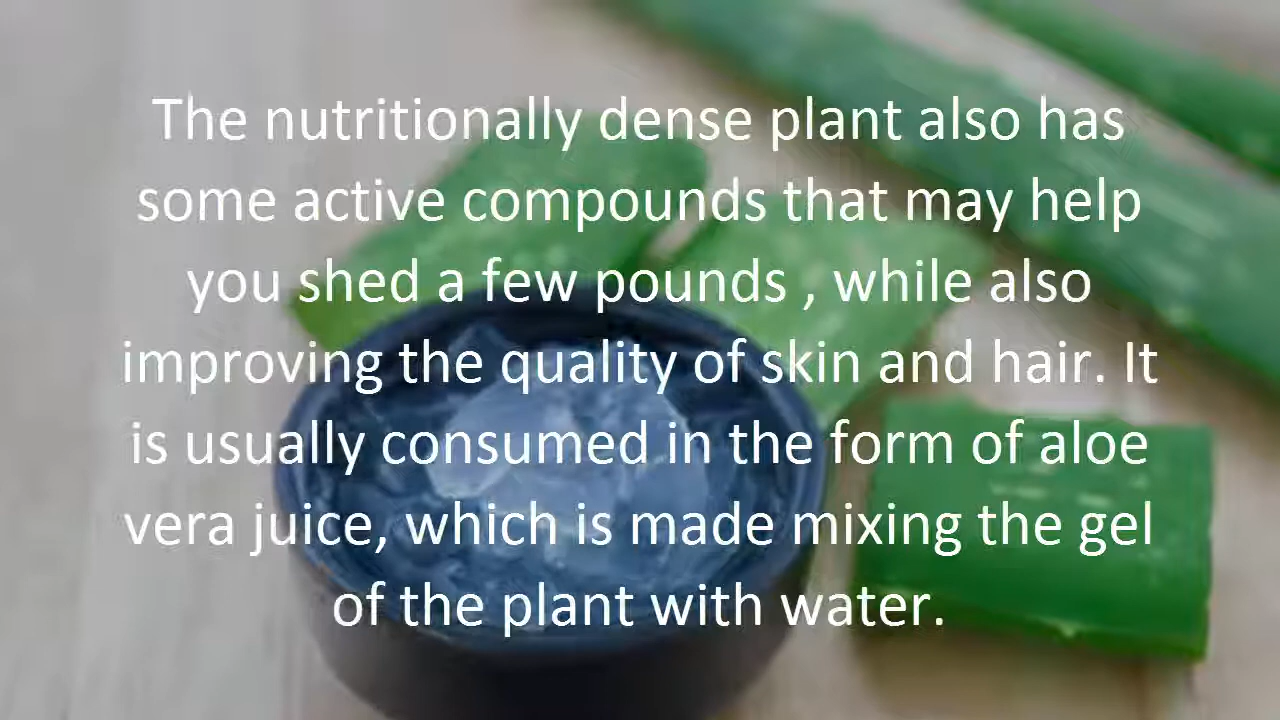 The nutritionally dense plant also has
some active compounds that may help
you shed a few pounds , while also
improving the quality of skin and hair. It
is usually consumed in the form of aloe
vera juice, which is made mixing the gel
of the plant with water.